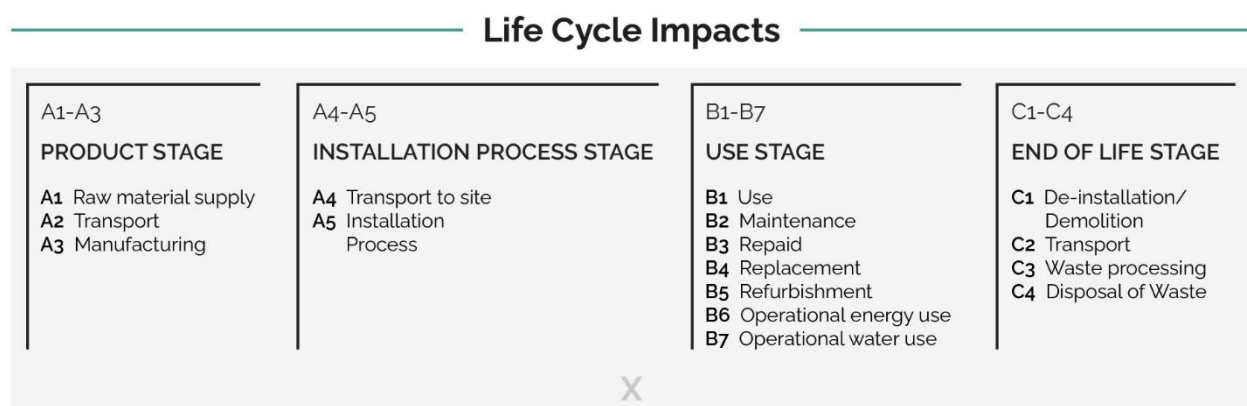 Life Cycle Impacts
A1-A3
PRODUCT STAGE
A1 Raw material supply
A2 Transport
A3 Manufacturing
A4-A5
INSTALLATION PROCESS STAGE
A4 Transport to site
A5 Installation
Process
B1-B7
USE STAGE
B1 Use
B2 Maintenance
B3 Repaid
B4 Replacement
B5 Refurbishment
B6 Operational energy use
B7 Operational water use
C1-C4
END OF LIFE STAGE
C1 De-installation/
Demolition
C2 Transport
C3 Waste processing
C4 Disposal of Waste
X